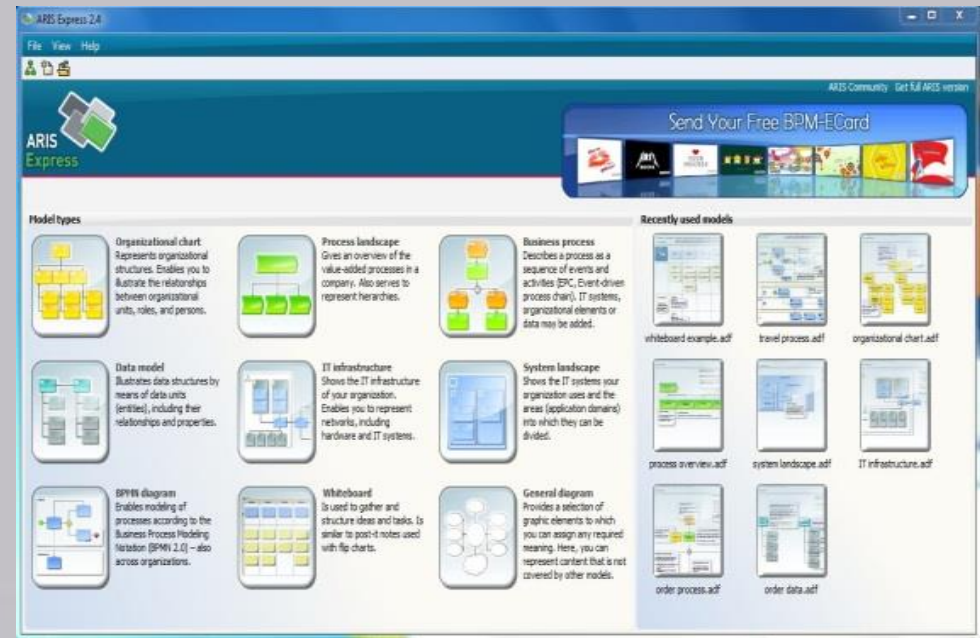 ARIS Express 2.4
File View Help
ARIS Community Get full ARIS version
ARIS
Express
Send Your Free BPM-ECard
Model types
Organizational chart
Represents organizational
structures. Enables you to
illustrate the relationships
between organizational
units, roles, and persons.
Process landscape
Gives an overview of the
value-added processes in a
company. Also serves to
represent hierarchies.
Business process
Describes a process as a
sequence of events and
activities (EPC, Event-driven
process chain). IT systems,
organizational elements or
data may be added.
Data model
Illustrates data structures by
means of data units
(entities), including their
relationships and properties.
IT infrastructure
Shows the IT infrastructure
of your organization.
Enables you to represent
networks, including
hardware and IT systems.
System landscape
Shows the IT systems your
organization uses and the
areas (application domains)
into which they can be
divided.
BPMN diagram
Enables modeling of
processes according to the
Business Process Modeling
Notation (BPMN 2.0) – also
across organizations.
Whiteboard
Is used to gather and
structure ideas and tasks. Is
similar to post-it notes used
with flip charts.
General diagram
Provides a selection of
graphic elements to which
you can assign any required
meaning. Here, you can
represent content that is not
covered by other models.
Recently used models
whiteboard example.adf
travel process.adf
organizational chart.adf
process overview.adf
system landscape.adf
IT infrastructure.adf
order process.adf
order data.adf